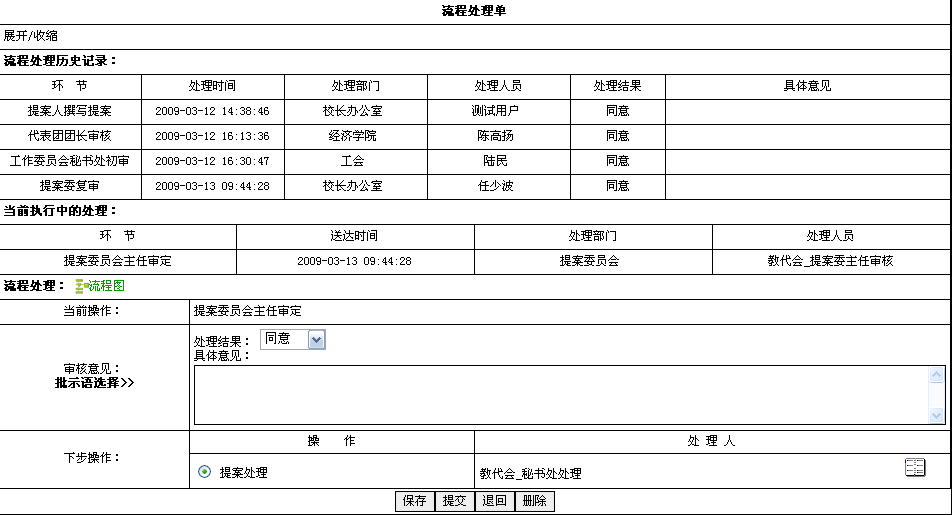 流程处理单
展开/收缩
流程处理历史记录：
环 节 处理时间 处理部门 处理人员 处理结果 具体意见
提案人撰写提案 2009-03-12 14:38:46 校长办公室 测试用户 同意
代表团团长审核 2009-03-12 16:13:36 经济学院 陈高扬 同意
工作委员会秘书处初审 2009-03-12 16:30:47 工会 陆民 同意
提案委复审 2009-03-13 09:44:28 校长办公室 任少波 同意
当前执行中的处理：
环 节 送达时间 处理部门 处理人员
提案委员会主任审定 2009-03-13 09:44:28 提案委员会 教代会_提案委主任审核
流程处理： 流程图
当前操作： 提案委员会主任审定
处理结果： 同意
具体意见：
审核意见：
批示语选择>>
操 作 处 理 人
下步操作：
提案处理 教代会_秘书处处理
保存 提交 退回 删除